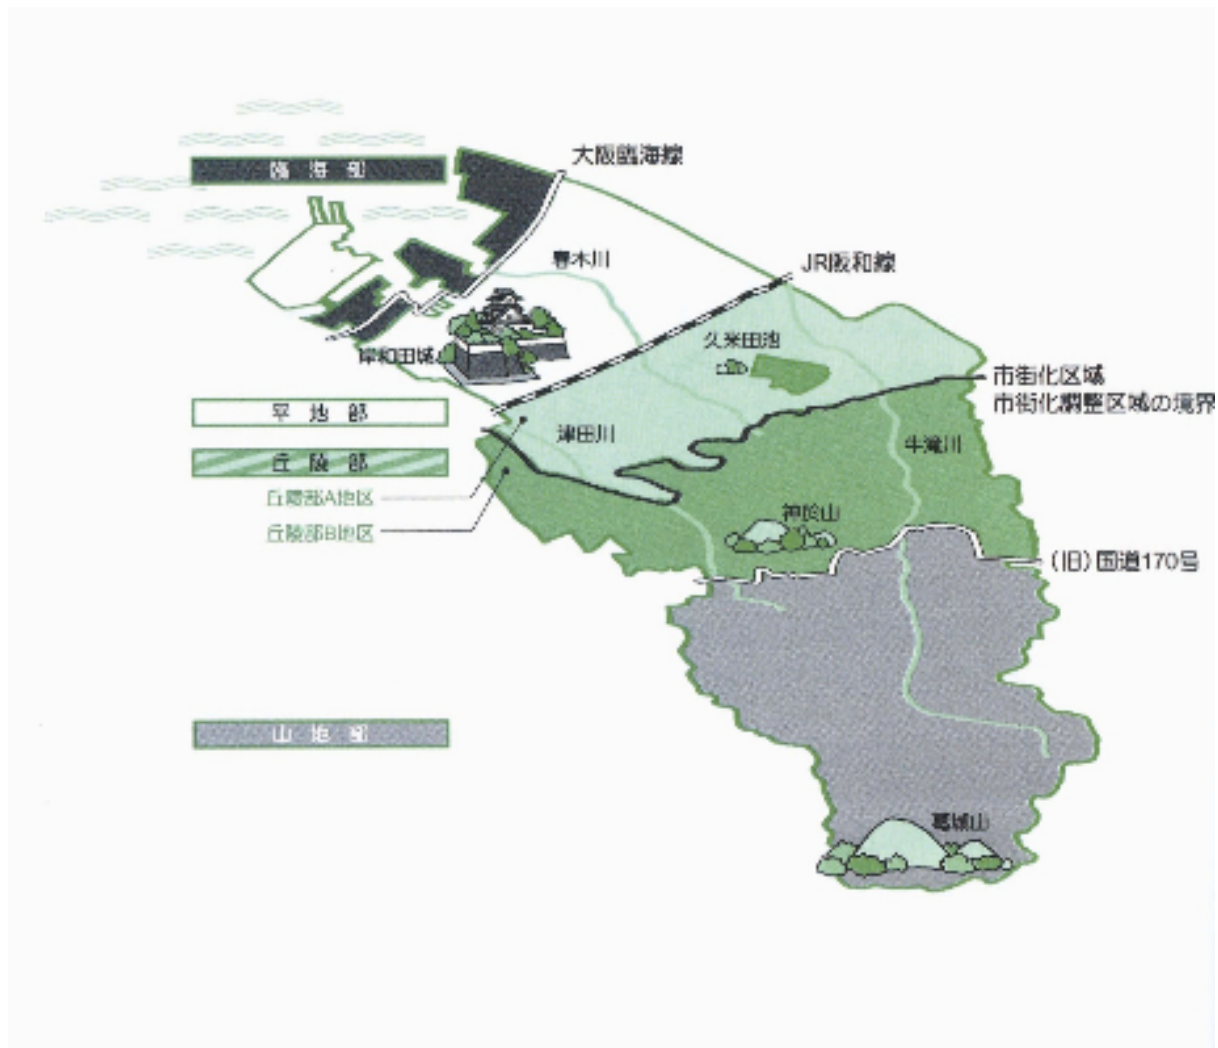 大阪臨海線
臨海部
春木川
JR阪和線
岸和田城
久米田池
市街化区域
市街化調整区域の境界
平地部
津田川
牛滝川
丘陵部
丘陵部A地区
神於山
丘陵部B地区
(旧)国道170号
山地部
葛城山